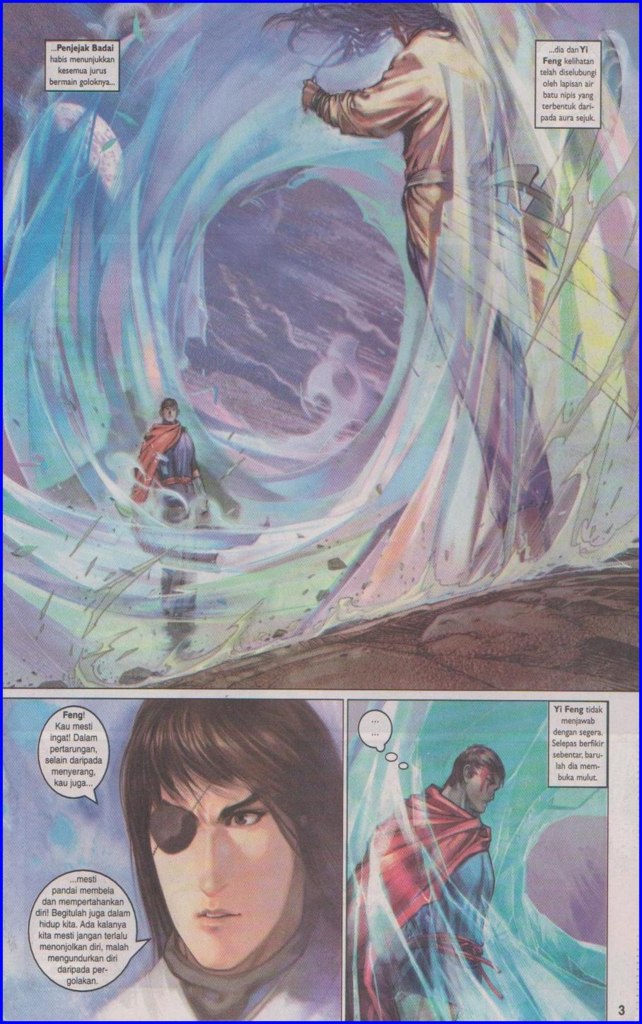 ...Penjejak Badai
habis menunjukkan
kesemua jurus
bermain goloknya...
...dia dan Yi
Feng kelihatan
telah diselubungi
oleh lapisan air
batu nipis yang
terbentuk dari-
pada aura sejuk.
Feng!
Kau mesti
ingat! Dalam
pertarungan,
selain daripada
menyerang,
kau juga...
...mesti
pandai membela
dan mempertahankan
diri! Begitulah juga dalam
hidup kita. Ada kalanya
kita mesti jangan terlalu
menonjolkan diri, malah
mengundurkan diri
daripada per-
golakan.
...
...
Yi Feng tidak
menjawab
dengan segera.
Selepas berfikir
sebentar, baru-
lah dia mem-
buka mulut.
3